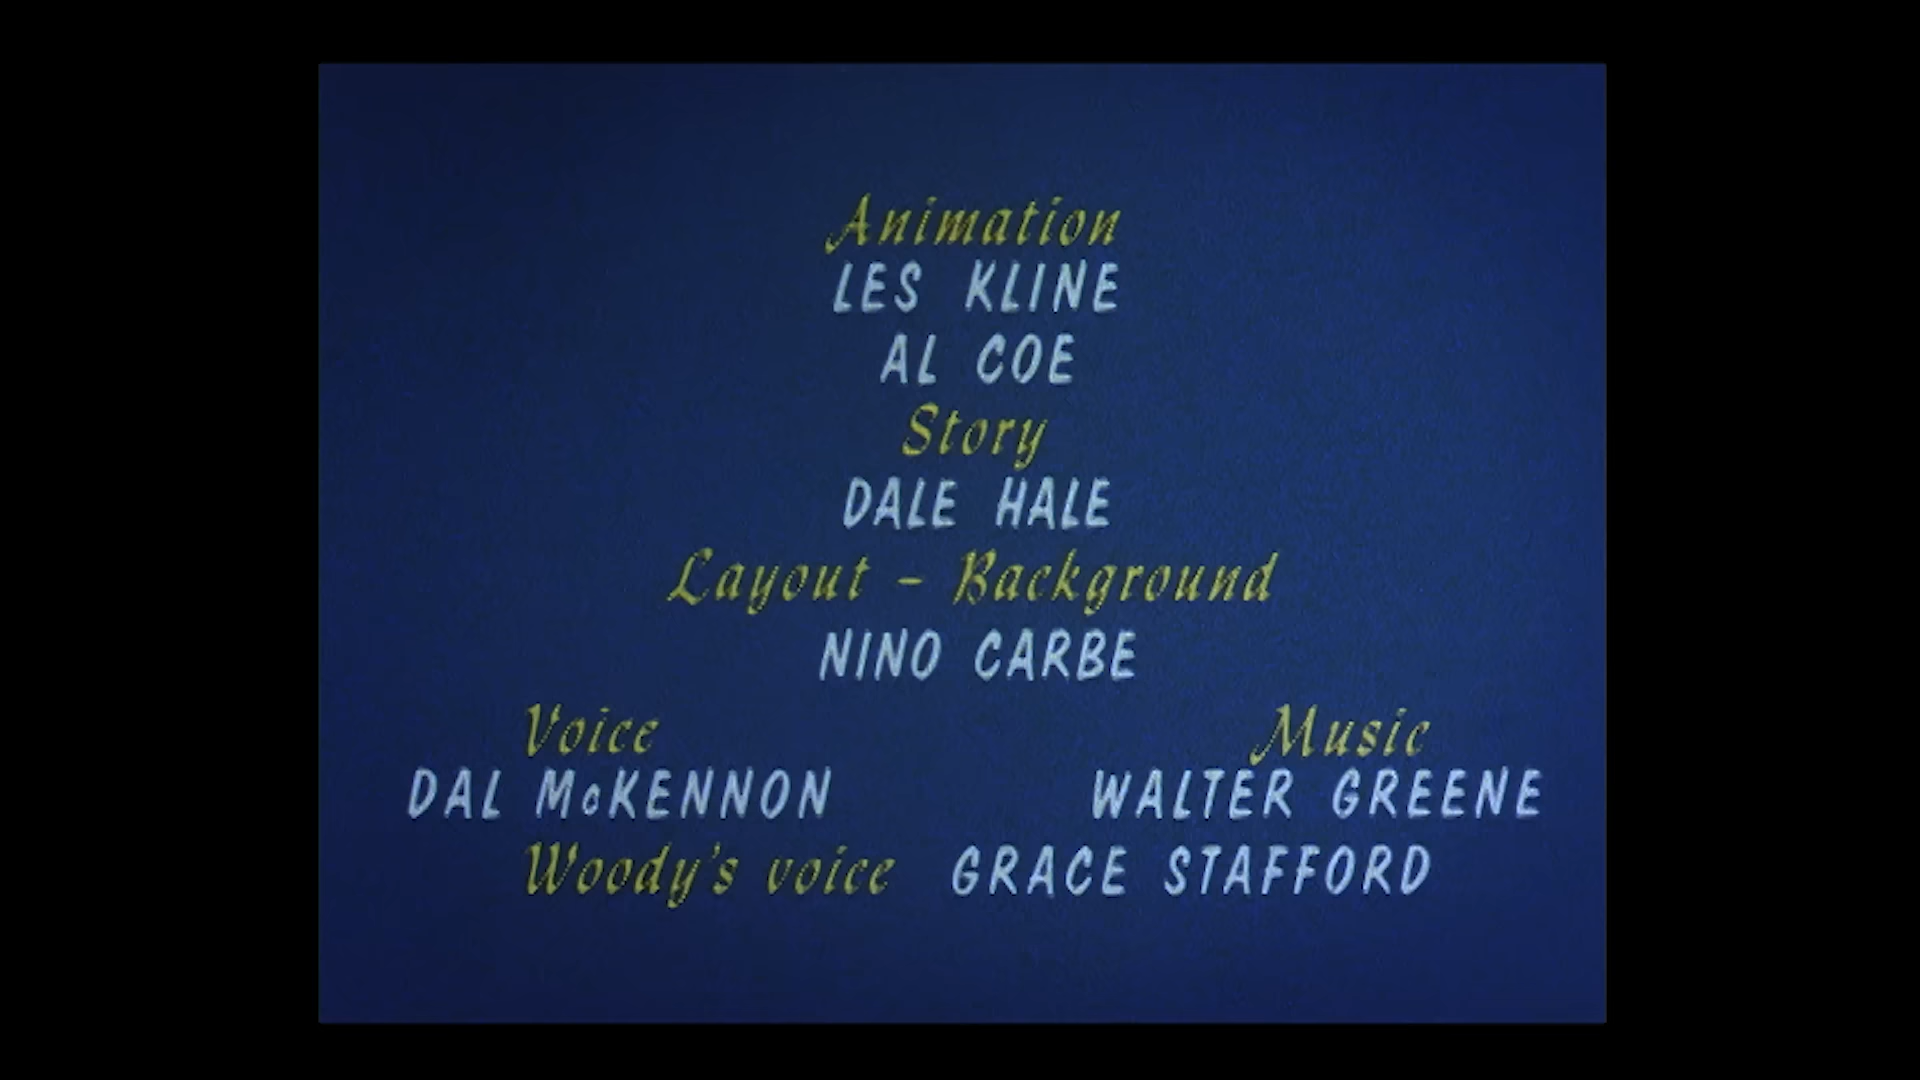 Animation
LES KLINE
AL COE
Story
DALE HALE
Layout - Background
NINO CARBE
Voice Music
DAL McKENNON WALTER GREENE
Woody's voice GRACE STAFFORD